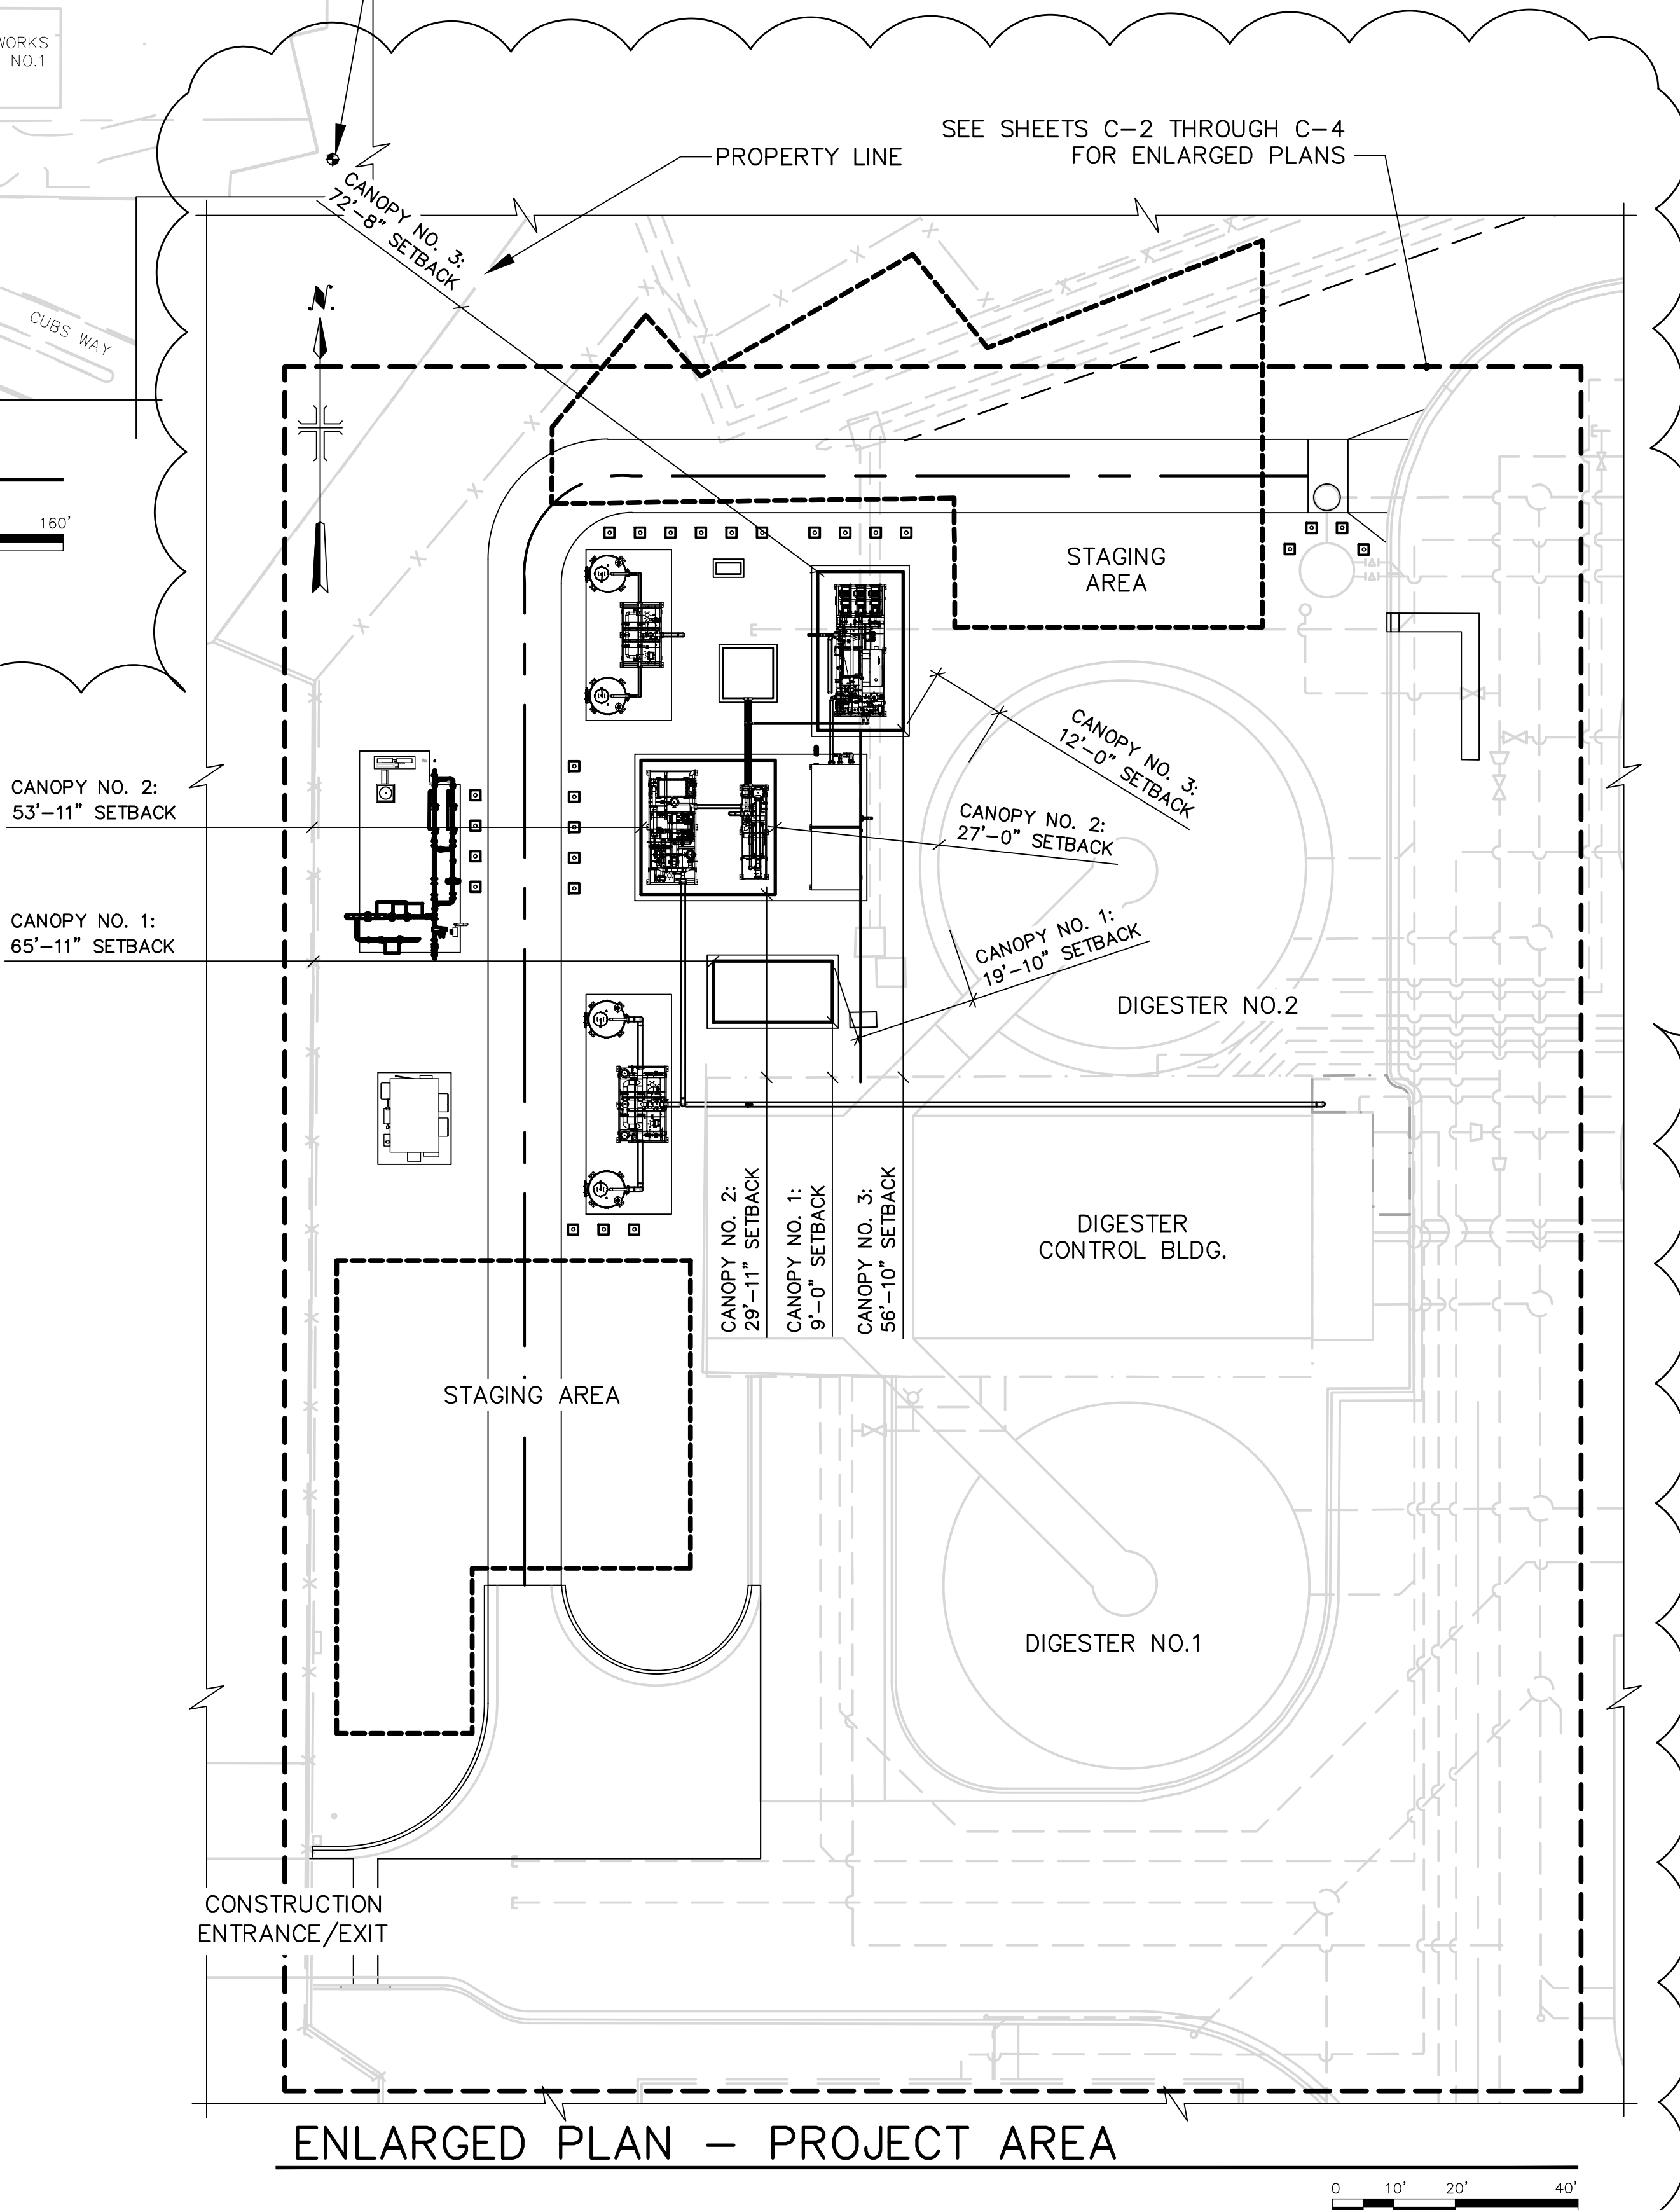 WORKS
NO.1
CUBS WAY
160'
SEE SHEETS C-2 THROUGH C-4
FOR ENLARGED PLANS
PROPERTY LINE
CANOPY NO. 3:
72'-8" SETBACK
N.
STAGING
AREA
CANOPY NO. 3:
12'-0" SETBACK
CANOPY NO. 2:
53'-11" SETBACK
CANOPY NO. 2:
27'-0" SETBACK
CANOPY NO. 1:
65'-11" SETBACK
CANOPY NO. 1:
19'-10" SETBACK
DIGESTER NO.2
CANOPY NO. 2:
29'-11" SETBACK
CANOPY NO. 1:
9'-0" SETBACK
CANOPY NO. 3:
56'-10" SETBACK
DIGESTER
CONTROL BLDG.
STAGING AREA
DIGESTER NO.1
CONSTRUCTION
ENTRANCE/EXIT
ENLARGED PLAN - PROJECT AREA
0 10' 20' 40'